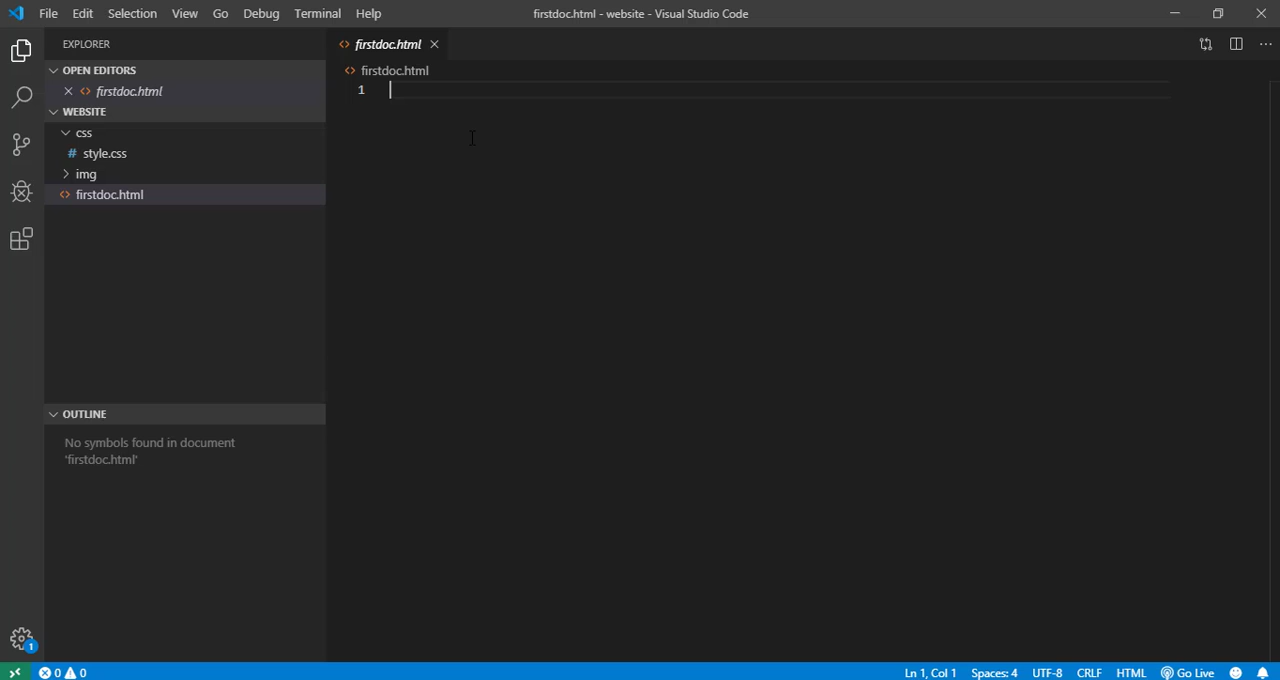 File Edit Selection View Go Debug Terminal Help firstdoc.html - website - Visual Studio Code
EXPLORER
OPEN EDITORS
firstdoc.html
WEBSITE
css
# style.css
img
firstdoc.html
OUTLINE
No symbols found in document
'firstdoc.html'
firstdoc.html
firstdoc.html
1
1
0 0 Ln 1, Col 1 Spaces: 4 UTF-8 CRLF HTML Go Live